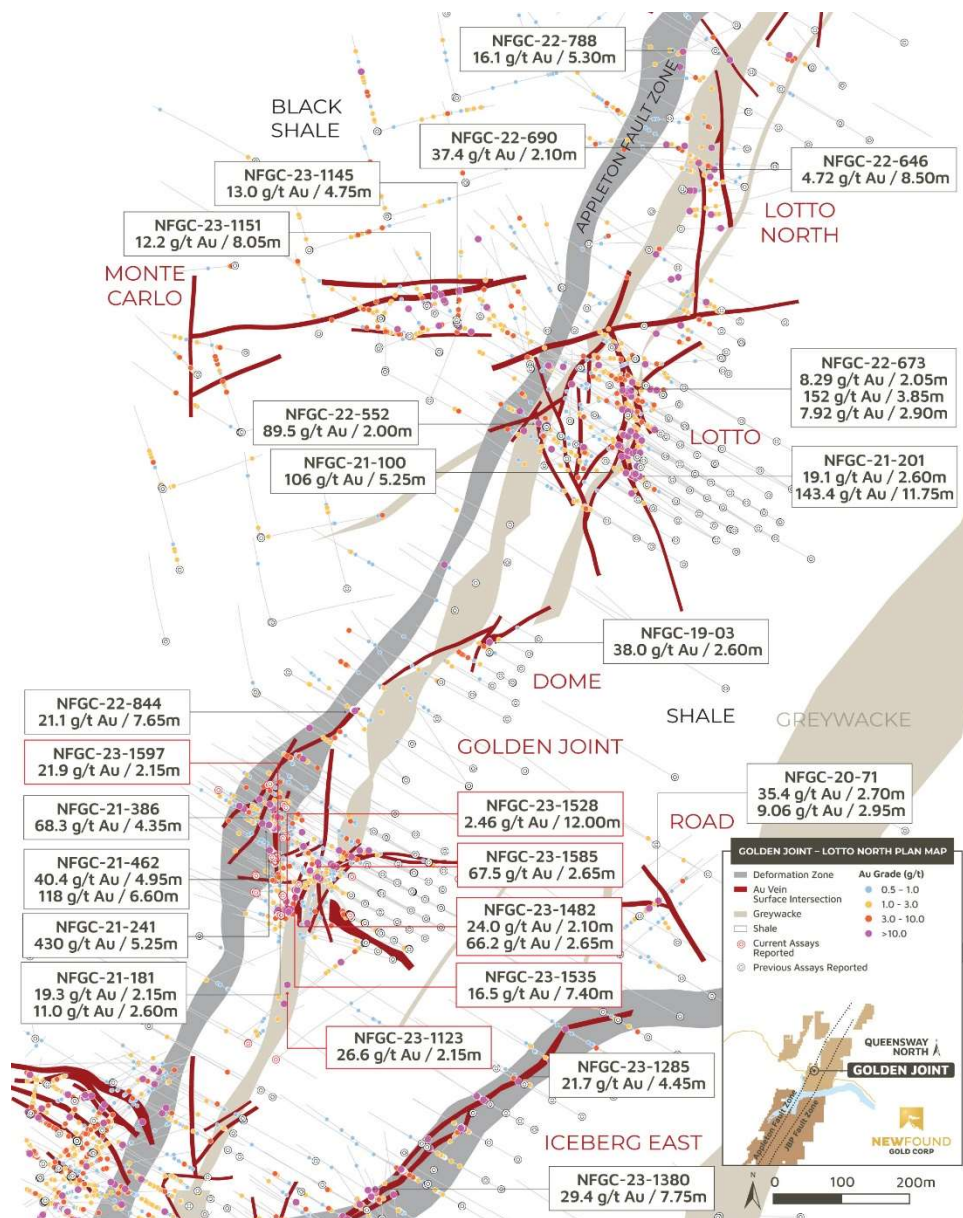 NFGC-22-788
16.1 g/t Au / 5.30m
APPLETON FAULT ZONE
BLACK
SHALE
NFGC-22-690
37.4 g/t Au / 2.10m
NFGC-23-1145
13.0 g/t Au / 4.75m
NFGC-22-646
4.72 g/t Au / 8.50m
NFGC-23-1151
12.2 g/t Au / 8.05m
LOTTO
NORTH
MONTE
CARLO
NFGC-22-673
8.29 g/t Au / 2.05m
152 g/t Au / 3.85m
7.92 g/t Au / 2.90m
NFGC-22-552
89.5 g/t Au / 2.00m
LOTTO
NFGC-21-100
106 g/t Au / 5.25m
NFGC-21-201
19.1 g/t Au / 2.60m
143.4 g/t Au / 11.75m
NFGC-19-03
38.0 g/t Au / 2.60m
DOME
NFGC-22-844
21.1 g/t Au / 7.65m
SHALE
GREYWACKE
GOLDEN JOINT
NFGC-23-1597
21.9 g/t Au / 2.15m
NFGC-20-71
35.4 g/t Au / 2.70m
9.06 g/t Au / 2.95m
NFGC-21-386
68.3 g/t Au / 4.35m
NFGC-23-1528
2.46 g/t Au / 12.00m
ROAD
NFGC-21-462
40.4 g/t Au / 4.95m
118 g/t Au / 6.60m
NFGC-23-1585
67.5 g/t Au / 2.65m
NFGC-21-241
430 g/t Au / 5.25m
NFGC-23-1482
24.0 g/t Au / 2.10m
66.2 g/t Au / 2.65m
NFGC-21-181
19.3 g/t Au / 2.15m
11.0 g/t Au / 2.60m
NFGC-23-1535
16.5 g/t Au / 7.40m
NFGC-23-1123
26.6 g/t Au / 2.15m
NFGC-23-1285
21.7 g/t Au / 4.45m
ICEBERG EAST
NFGC-23-1380
29.4 g/t Au / 7.75m
GOLDEN JOINT – LOTTO NORTH PLAN MAP
Deformation Zone
Au Vein
Surface Intersection
Greywacke
Shale
Current Assays
Reported
Previous Assays Reported
Au Grade (g/t)
0.5 - 1.0
1.0 - 3.0
3.0 - 10.0
>10.0
QUEENSWAY
NORTH
GOLDEN JOINT
Appleton Fault Zone
JBP Fault Zone
NEWFOUND
GOLD CORP
N
0 100 200m